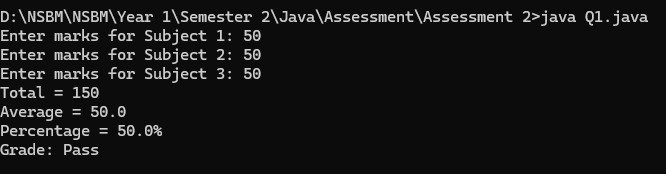 D:\NSBM\NSBM\Year 1\Semester 2\Java\Assessment\Assessment 2>java Q1.java
Enter marks for Subject 1: 50
Enter marks for Subject 2: 50
Enter marks for Subject 3: 50
Total = 150
Average = 50.0
Percentage = 50.0%
Grade: Pass